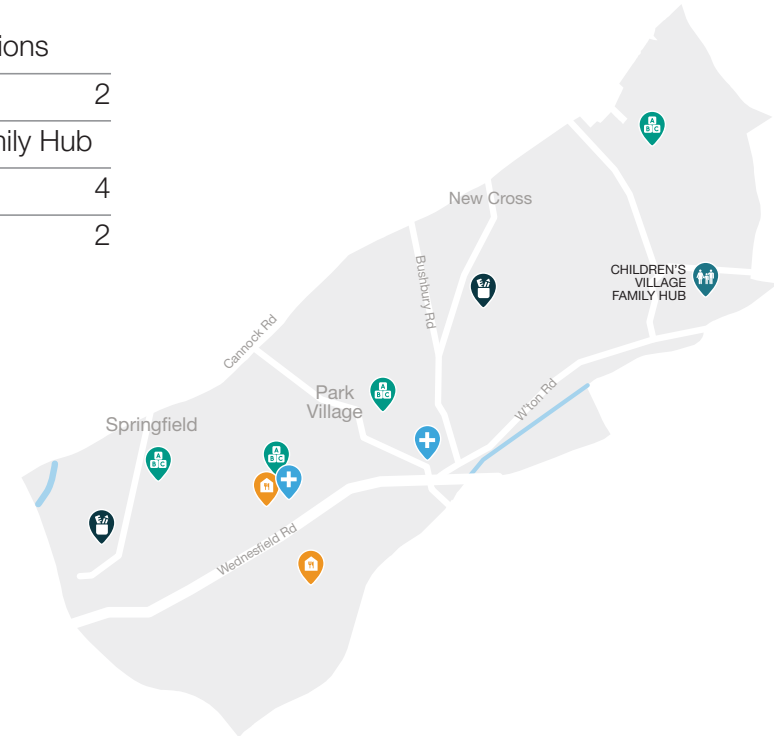 ions
2
ily Hub
4
2
New Cross
CHILDREN'S
VILLAGE
FAMILY HUB
Bushbury Rd
Cannock Rd
Park
Village
W'ton Rd
Springfield
Wednesfield Rd